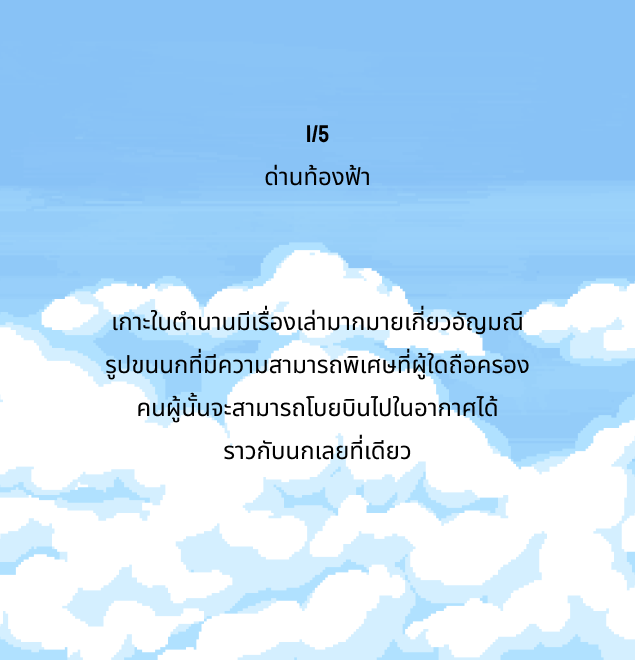 1/5
ด่านท้องฟ้า
เกาะในตำนานมีเรื่องเล่ามากมายเกี่ยวอัญมณี
รูปขนนกที่มีความสามารถพิเศษที่ผู้ใดถือครอง
คนผู้นั้นจะสามารถโบยบินไปในอากาศได้
ราวกับนกเลยที่เดียว